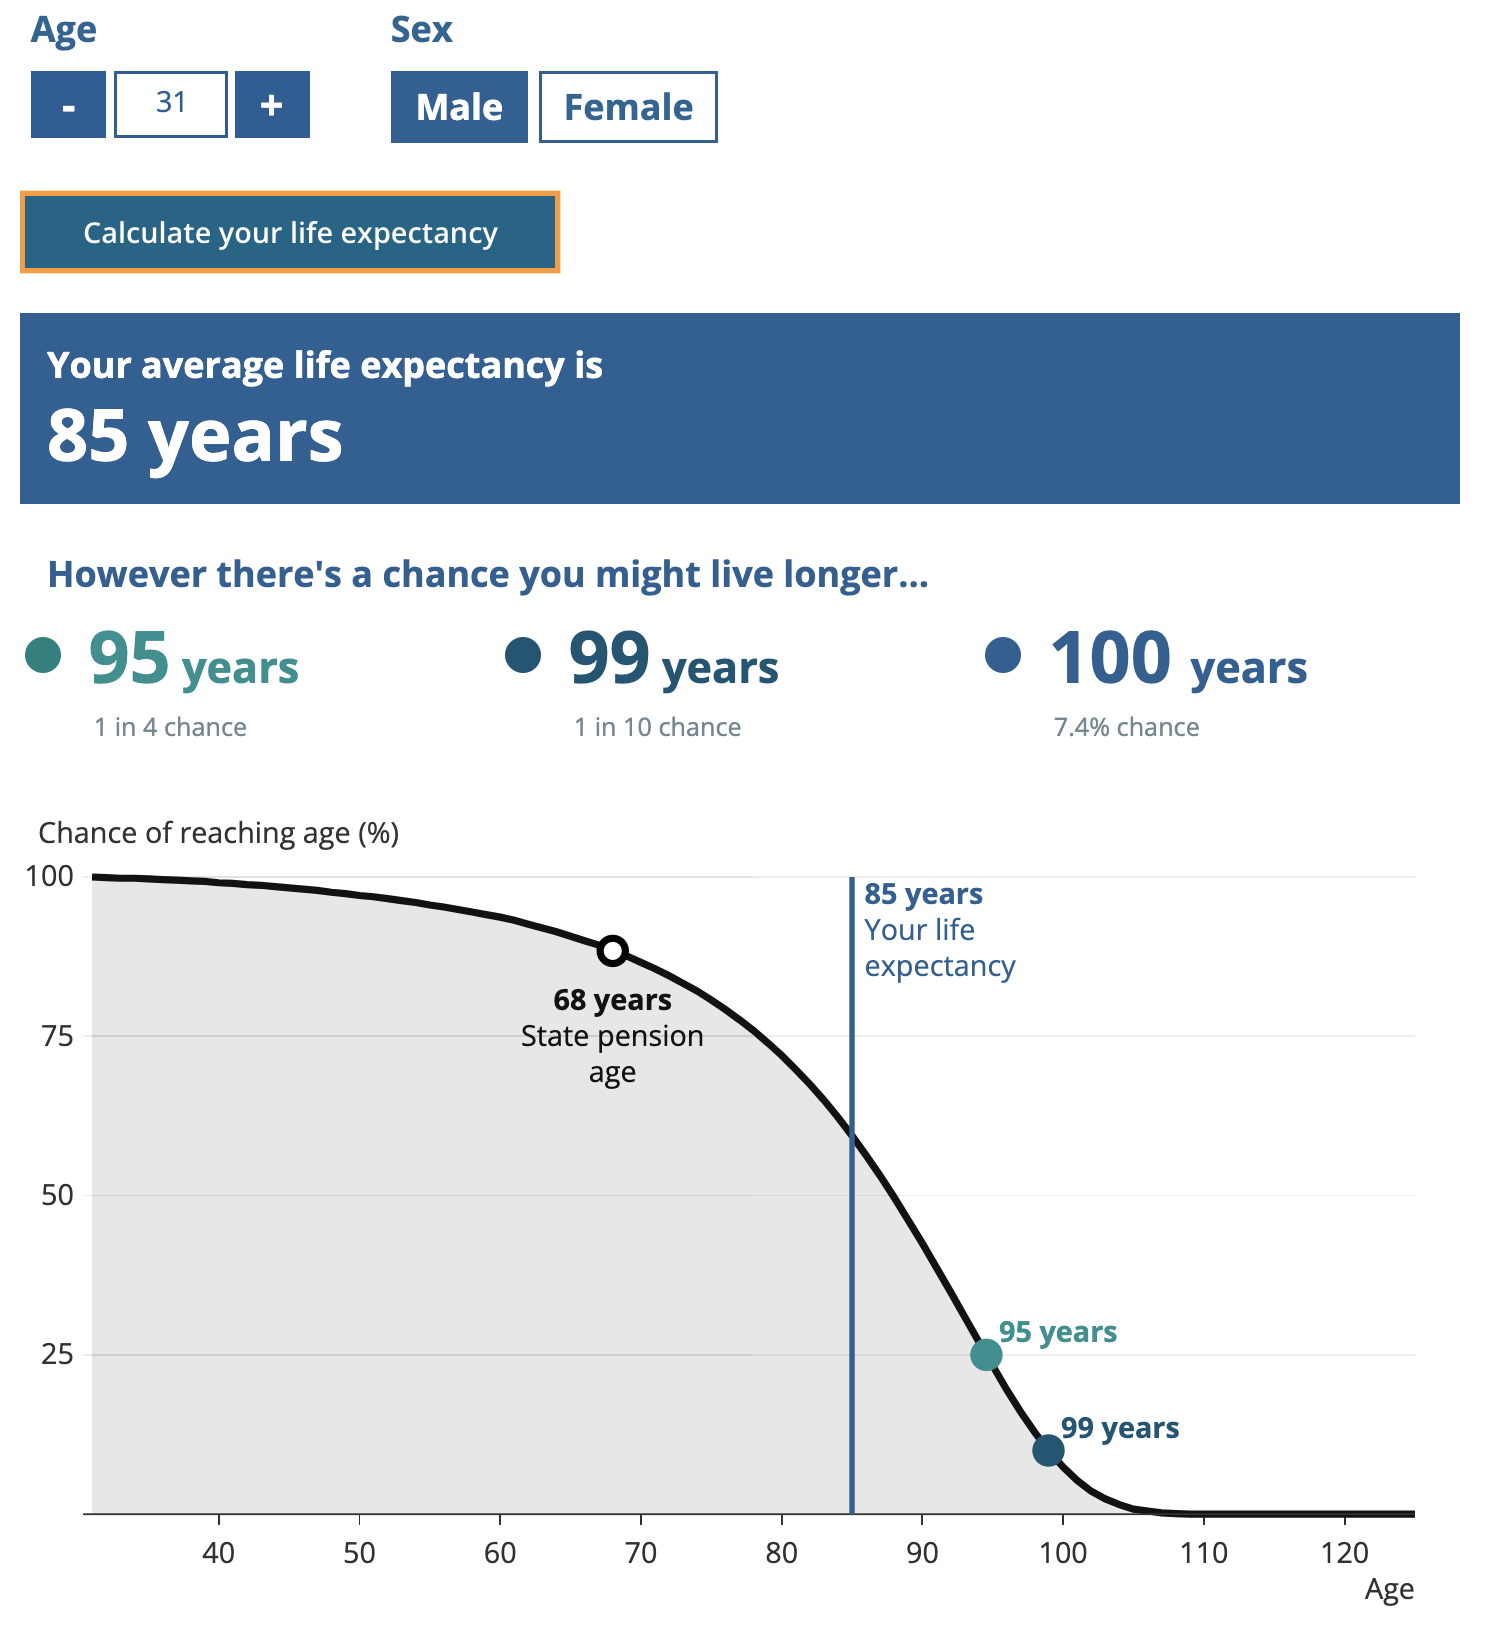 Age
Sex
- 31 +
Male Female
Calculate your life expectancy
Your average life expectancy is
85 years
However there's a chance you might live longer...
95 years
1 in 4 chance
99 years
1 in 10 chance
100 years
7.4% chance
Chance of reaching age (%)
100
75
50
25
85 years
Your life
expectancy
68 years
State pension
age
95 years
99 years
40 50 60 70 80 90 100 110 120
Age